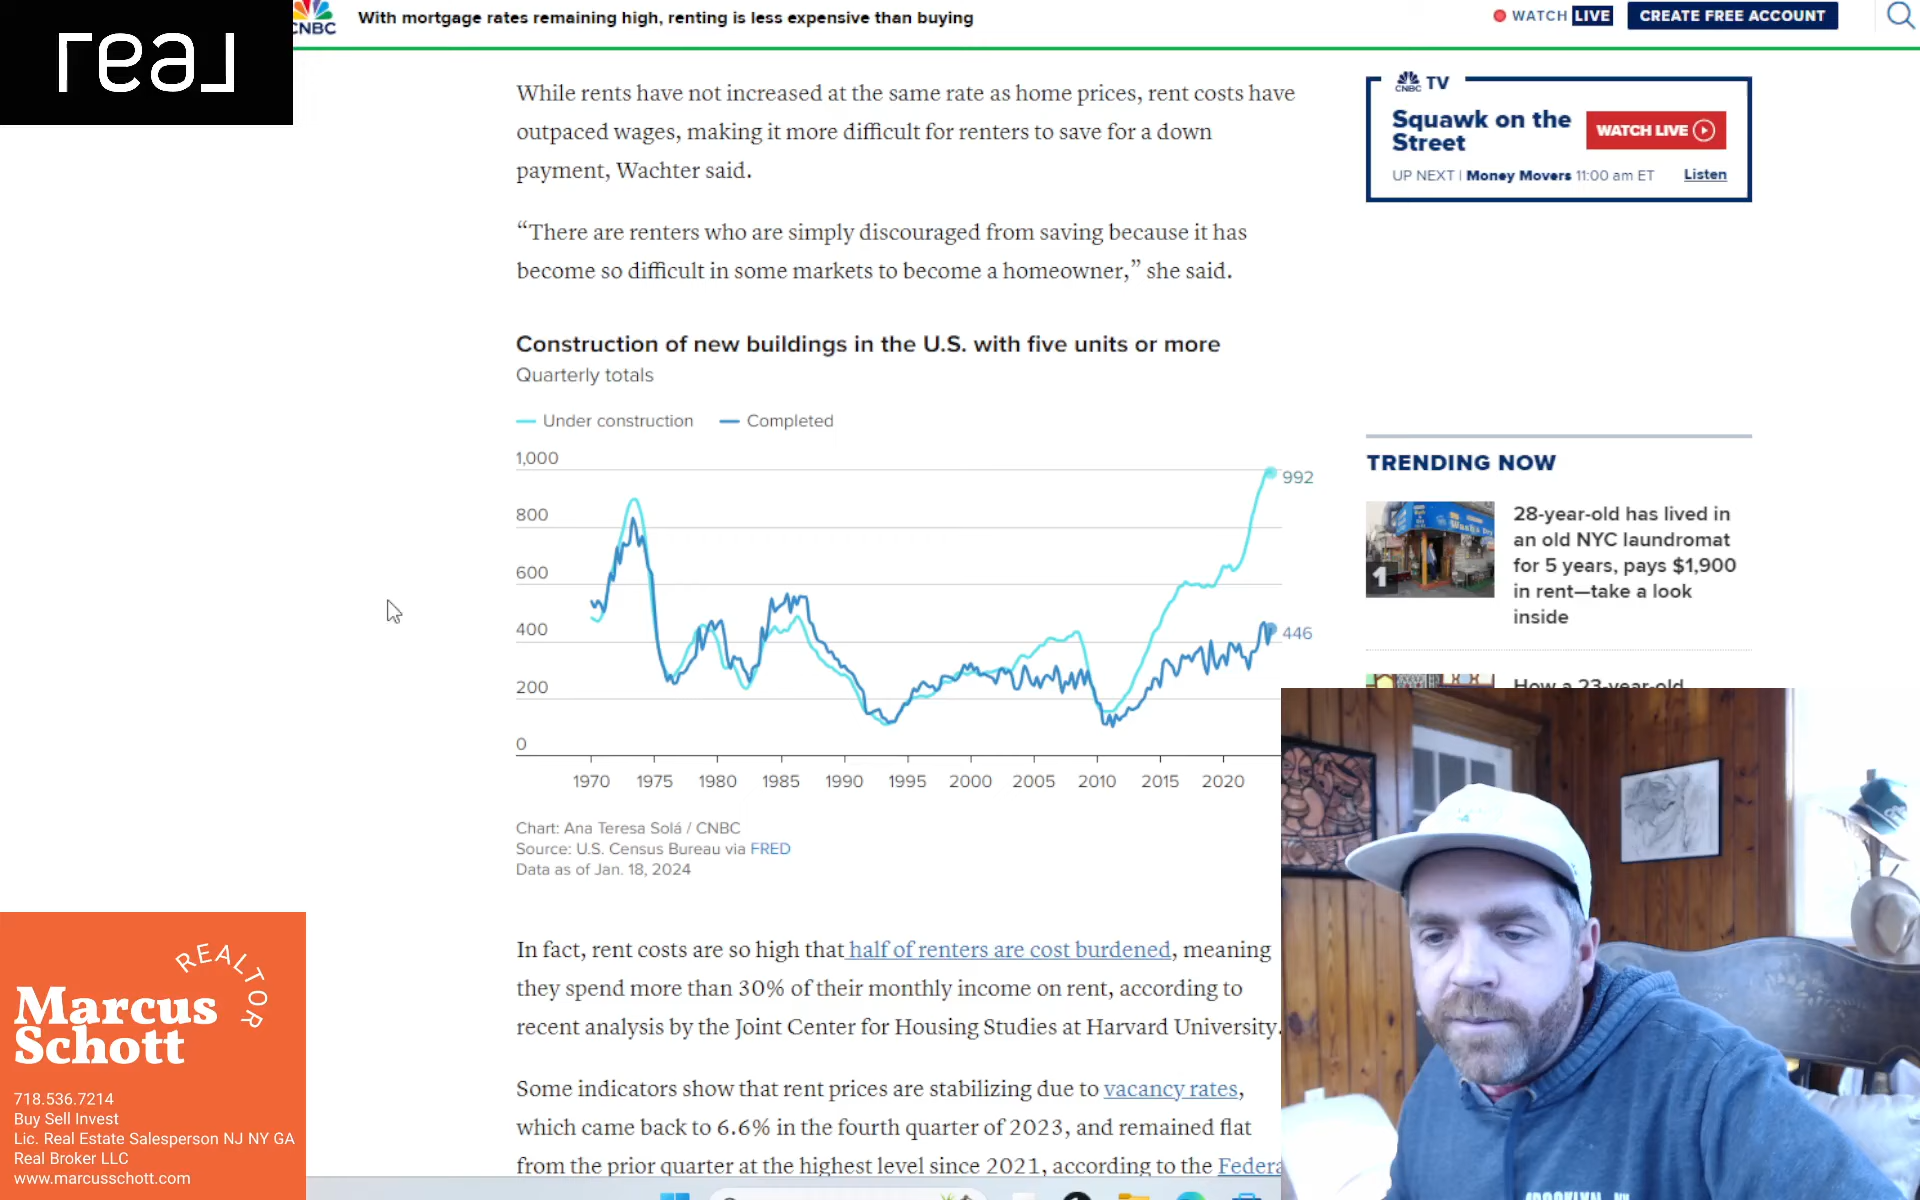 real
CNBC
With mortgage rates remaining high, renting is less expensive than buying
WATCH LIVE
CREATE FREE ACCOUNT
While rents have not increased at the same rate as home prices, rent costs have
outpaced wages, making it more difficult for renters to save for a down
payment, Wachter said.
“There are renters who are simply discouraged from saving because it has
become so difficult in some markets to become a homeowner,” she said.
Construction of new buildings in the U.S. with five units or more
Quarterly totals
Under construction
Completed
1,000
800
600
400
200
0
992
446
1970 1975 1980 1985 1990 1995 2000 2005 2010 2015 2020
Chart: Ana Teresa Solá / CNBC
Source: U.S. Census Bureau via FRED
Data as of Jan. 18, 2024
In fact, rent costs are so high that half of renters are cost burdened, meaning
they spend more than 30% of their monthly income on rent, according to
recent analysis by the Joint Center for Housing Studies at Harvard University.
Some indicators show that rent prices are stabilizing due to vacancy rates,
which came back to 6.6% in the fourth quarter of 2023, and remained flat
from the prior quarter at the highest level since 2021, according to the Federa
CNBC TV
Squawk on the
Street
WATCH LIVE
UP NEXT | Money Movers 11:00 am ET
Listen
TRENDING NOW
1
28-year-old has lived in
an old NYC laundromat
for 5 years, pays $1,900
in rent—take a look
inside
How a 23-year-old
REALTOR
Marcus
Schott
718.536.7214
Buy Sell Invest
Lic. Real Estate Salesperson NJ NY GA
Real Broker LLC
www.marcusschott.com